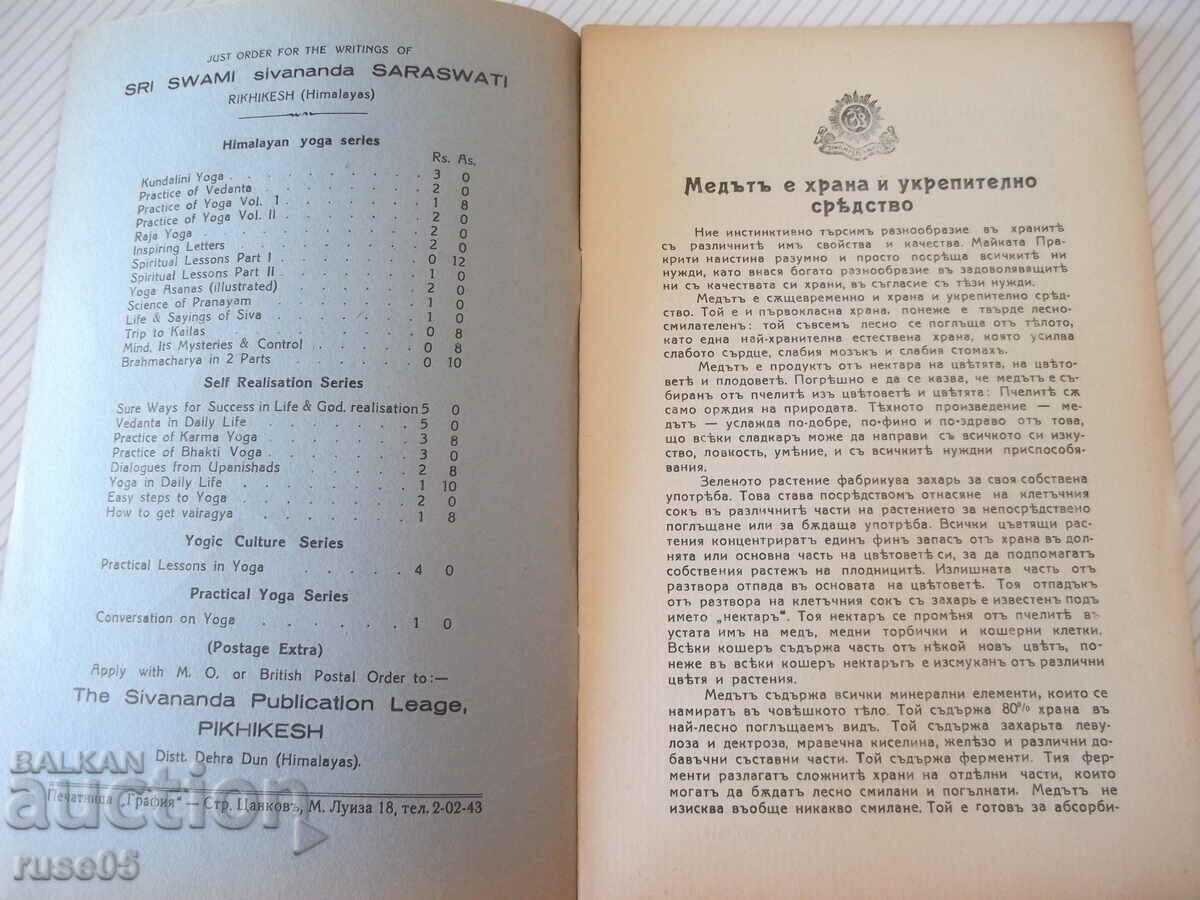 JUST ORDER FOR THE WRITINGS OF
SRI SWAMI sivananda SARASWATI
RIKHIKESH (Himalayas)
Himalayan yoga series
Rs. As.
Kundalini Yoga . . . . . . . . . 3 0
Practice of Vedanta . . . . . . . 2 0
Practice of Yoga Vol. I . . . . . . 1 8
Practice of Yoga Vol. II . . . . . . 2 0
Raja Yoga . . . . . . . . . 2 0
Inspiring Letters . . . . . . . . 2 0
Spiritual Lessons Part I . . . . . . 0 12
Spiritual Lessons Part II . . . . . . 1 0
Yoga Asanas (illustrated) . . . . . . 2 0
Science of Pranayam . . . . . . . 1 0
Life & Sayings of Siva . . . . . . . 1 0
Trip to Kailas . . . . . . . . 0 8
Mind, Its Mysteries & Control . . . . . 0 8
Brahmacharya in 2 Parts . . . . . . 0 10
Self Realisation Series
Sure Ways for Success in Life & God. realisation 5 0
Vedanta in Daily Life . . . . . . . 5 0
Practice of Karma Yoga . . . . . . 3 8
Practice of Bhakti Voga . . . . . . 3 0
Dialogues from Upanishads . . . . . 2 8
Yoga in Daily Life . . . . . . . 1 10
Easy steps to Yoga . . . . . . . 2 0
How to get vairagya . . . . . . . 1 8
Yogic Culture Series
Practical Lessons in Yoga . . . . . . 4 0
Practical Yoga Series
Conversation on Yoga . . . . . . 1 0
(Postage Extra)
Apply with M. O. or British Postal Order to:—
The Sivananda Publication Leage,
PIKHIKESH
Distt. Dehra Dun (Himalayas).
Печатница „Графия“ — Стр. Цанковъ, М. Луиза 18, тел. 2-02-43
Медътъ е храна и укрепително
срѣдство
Ние инстинктивно търсимъ разнообразие въ хранитѣ
съ различнитѣ имъ свойства и качества. Майката Пра-
крити наистина разумно и просто посрѣща всичкитѣ ни
нужди, като внася богато разнообразие въ задоволяващитѣ
ни съ качествата си храни, въ съгласие съ тѣзи нужди.
Медътъ е сѫщевременно и храна и укрепително срѣд-
ство. Той е и първокласна храна, понеже е твърде лесно-
смилателенъ: той съвсемъ лесно се поглъща отъ тѣлото,
като една най-хранителна естествена храна, която усилва
слабото сърдце, слабия мозъкъ и слабия стомахъ.
Медътъ е продуктъ отъ нектара на цвѣтята, на цвѣто-
ветѣ и плодоветѣ. Погрѣшно е да се казва, че медътъ е съ-
биранъ отъ пчелитѣ изъ цвѣтоветѣ и цвѣтята: Пчелитѣ сѫ
само орѫдия на природата. Тѣхното произведение — ме-
дътъ — услажда по-добре, по-фино и по-здраво отъ това,
що всѣки сладкаръ може да направи съ всичкото си изку-
ство, ловкость, умѣние, и съ всичкитѣ нуждни приспособя-
вания.
Зеленото растение фабрикува захарь за своя собствена
употрѣба. Това става посрѣдствомъ отнасяне на клетъчния
сокъ въ различнитѣ части на растението за непосрѣдствено
поглъщане или за бѫдаща употрѣба. Всички цъвтящи рас-
тения концентриратъ единъ финъ запасъ отъ храна въ дол-
нята или основна часть на цвѣтоветѣ си, за да подпомагатъ
собствения растежъ на плодницитѣ. Излишната часть отъ
разтвора отпада въ основата на цвѣтоветѣ. Тоя отпадъкъ
отъ разтвора на клетъчния сокъ съ захарь е известенъ подъ
името „нектаръ“. Тоя нектаръ се промѣня отъ пчелитѣ въ
устата имъ на медъ, медни торбички и кошерни клетки.
Всѣки кошеръ съдържа часть отъ нѣкой новъ цвѣтъ, по-
неже въ всѣки кошеръ нектарътъ е изсмуканъ отъ различни
цвѣтя и растения.
Медътъ съдържа всички минерални елементи, които се
намиратъ въ човѣшкото тѣло. Той съдържа 80% храна въ
най-лесно поглъщаемъ видъ. Той съдържа захарьта леву-
лоза и дектроза, мравечна киселина, желѣзо и различни до-
бавъчни съставни части. Той съдържа ферменти. Тия фер-
менти разлагатъ сложнитѣ храни на отдѣлни части, които
могатъ да бѫдатъ лесно смилани и погълнати. Медътъ не
изисква въобще никакво смилане. Той е готовъ за абсорби-
BALKAN
auction
ruse05